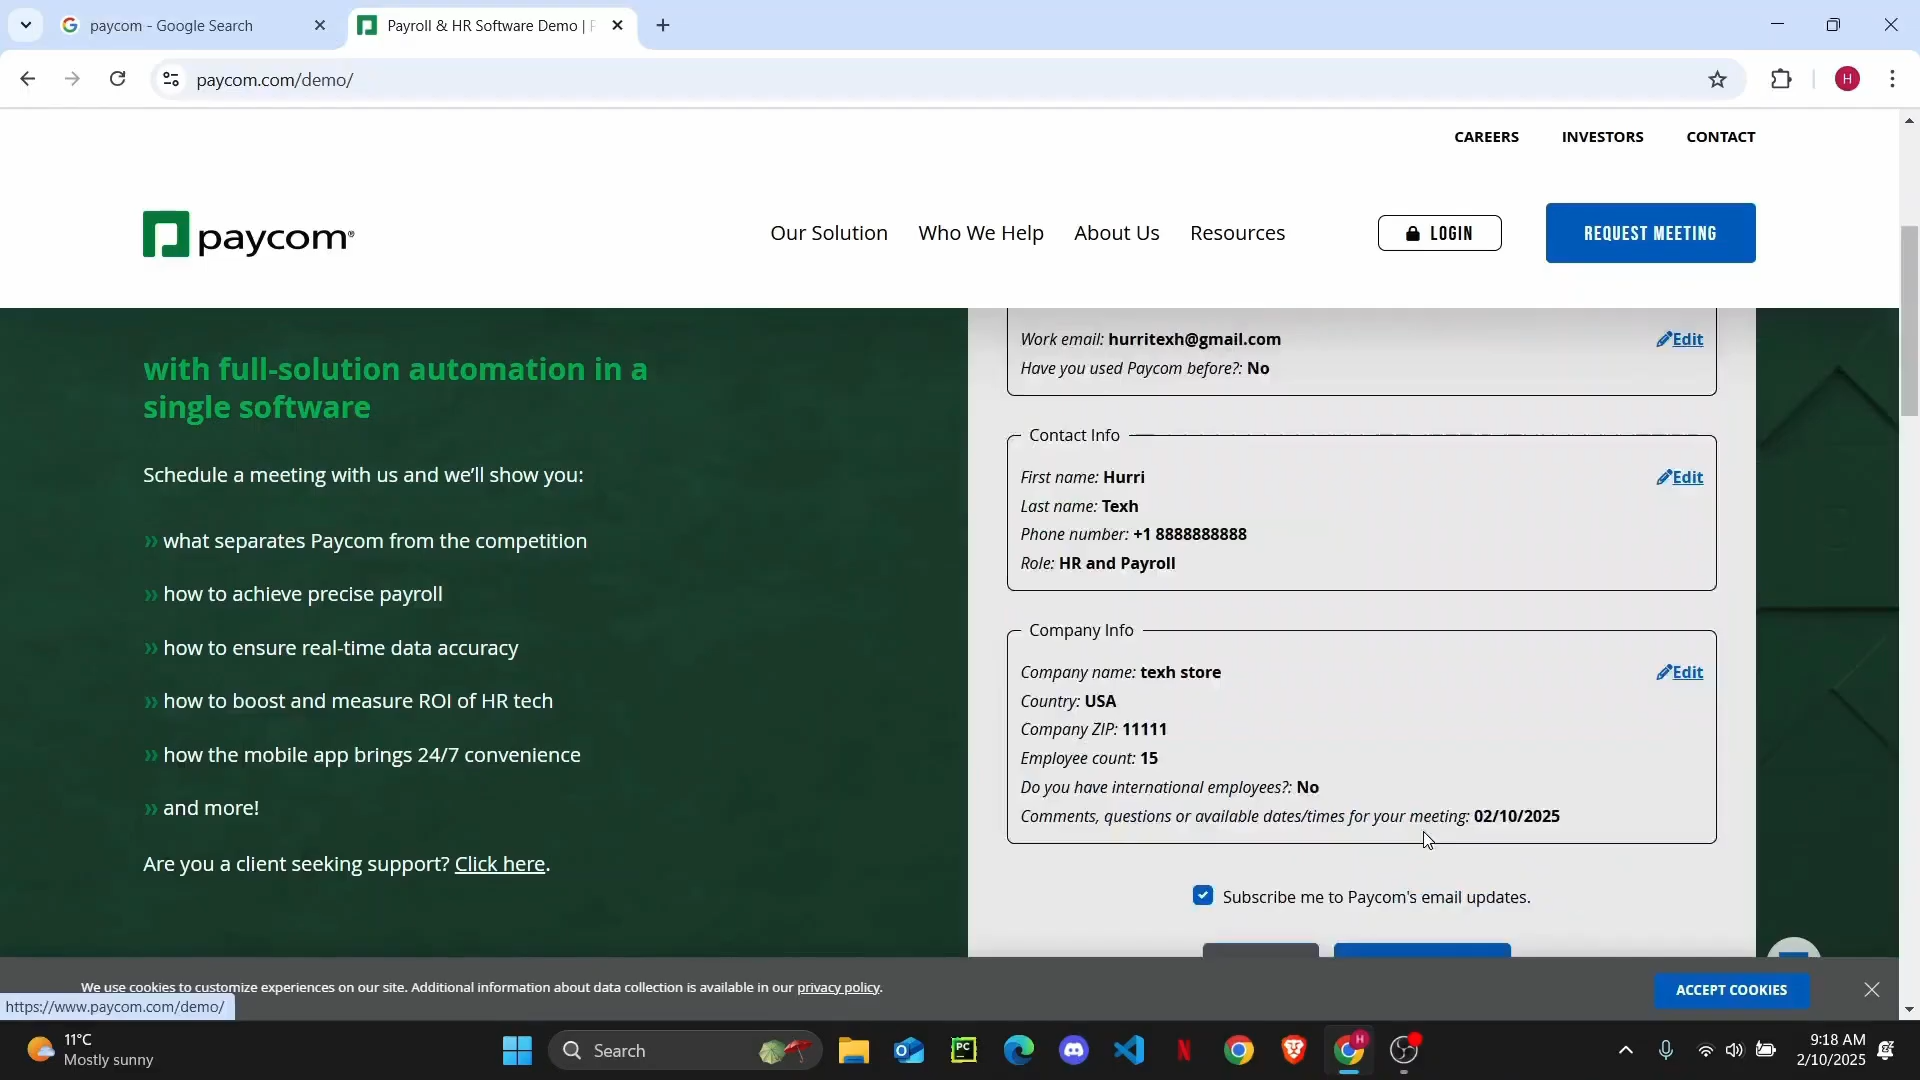 paycom - Google Search
Payroll & HR Software Demo |
paycom.com/demo/
H
CAREERS
INVESTORS
CONTACT
paycom®
Our Solution
Who We Help
About Us
Resources
LOGIN
REQUEST MEETING
with full-solution automation in a
single software
Schedule a meeting with us and we'll show you:
» what separates Paycom from the competition
» how to achieve precise payroll
» how to ensure real-time data accuracy
» how to boost and measure ROI of HR tech
» how the mobile app brings 24/7 convenience
» and more!
Are you a client seeking support? Click here.
Work email: hurritexh@gmail.com
Edit
Have you used Paycom before?: No
Contact Info
First name: Hurri
Edit
Last name: Texh
Phone number: +1 8888888888
Role: HR and Payroll
Company Info
Company name: texh store
Edit
Country: USA
Company ZIP: 11111
Employee count: 15
Do you have international employees?: No
Comments, questions or available dates/times for your meeting: 02/10/2025
Subscribe me to Paycom's email updates.
We use cookies to customize experiences on our site. Additional information about data collection is available in our privacy policy.
ACCEPT COOKIES
https://www.paycom.com/demo/
11°C
Mostly sunny
Search
PC
H
9:18 AM
2/10/2025